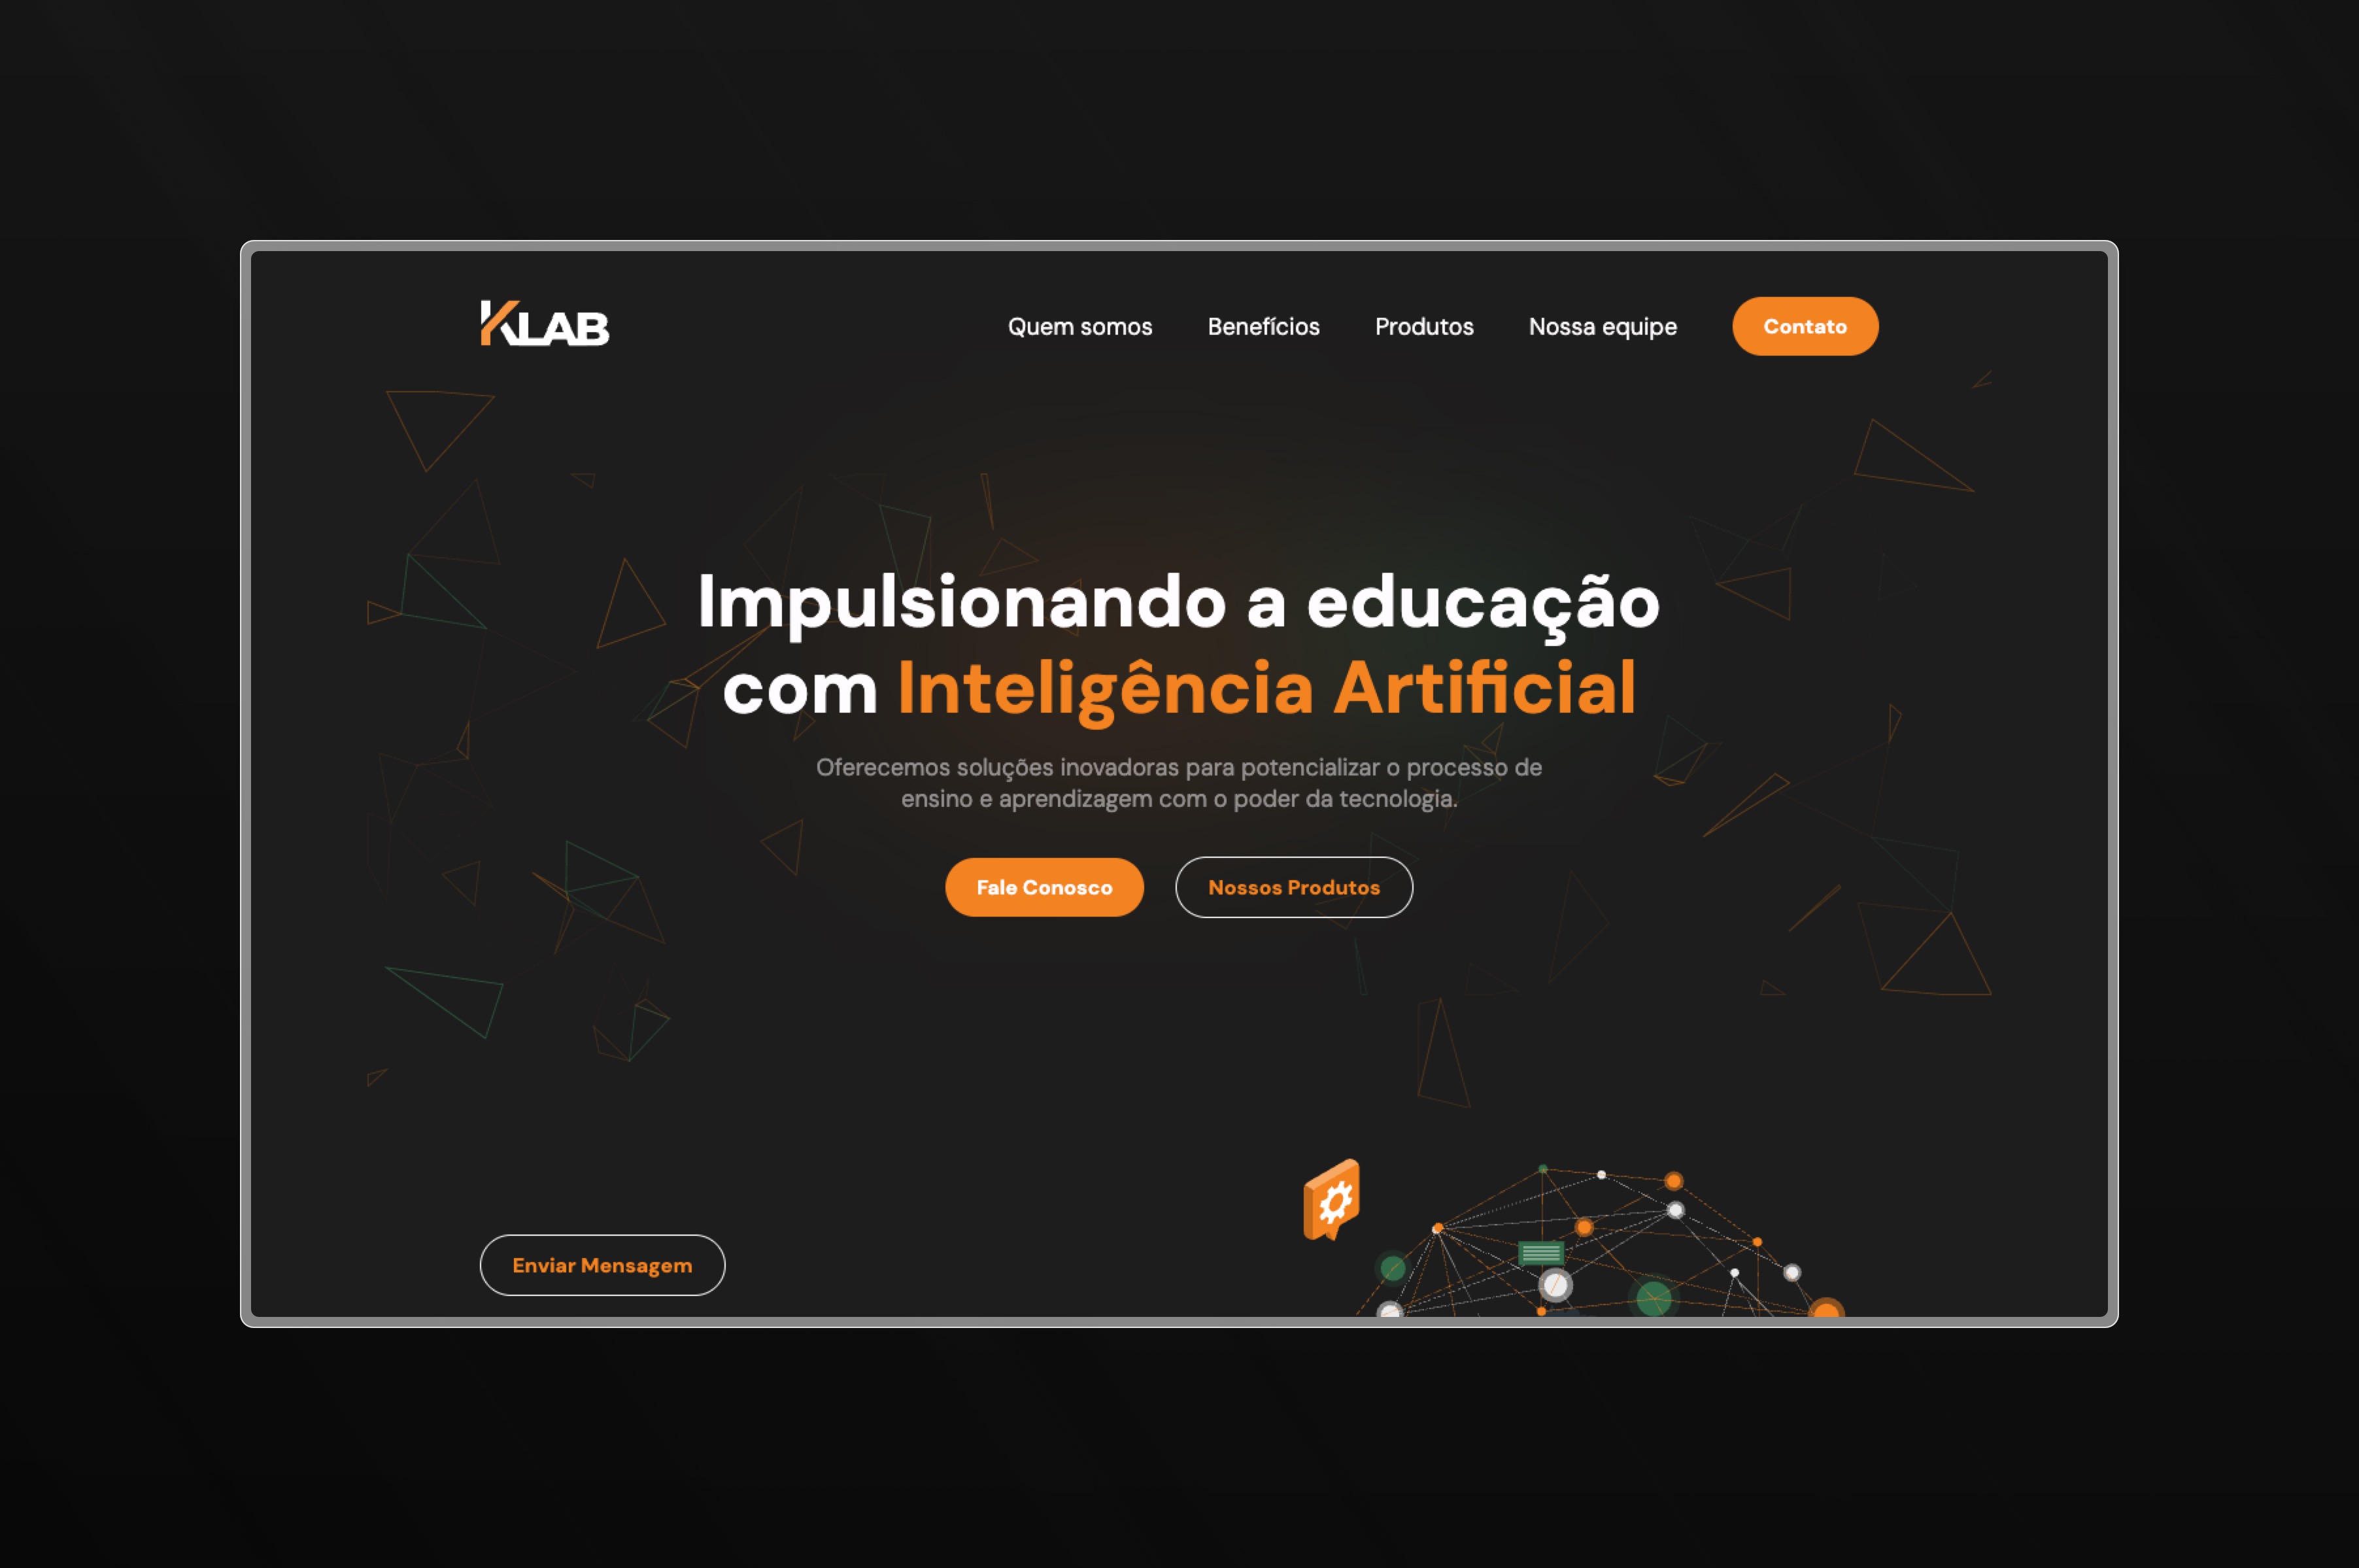 KLAB
Quem somos
Benefícios
Produtos
Nossa equipe
Contato
Impulsionando a educação
com Inteligência Artificial
Oferecemos soluções inovadoras para potencializar o processo de
ensino e aprendizagem com o poder da tecnologia.
Fale Conosco
Nossos Produtos
Enviar Mensagem